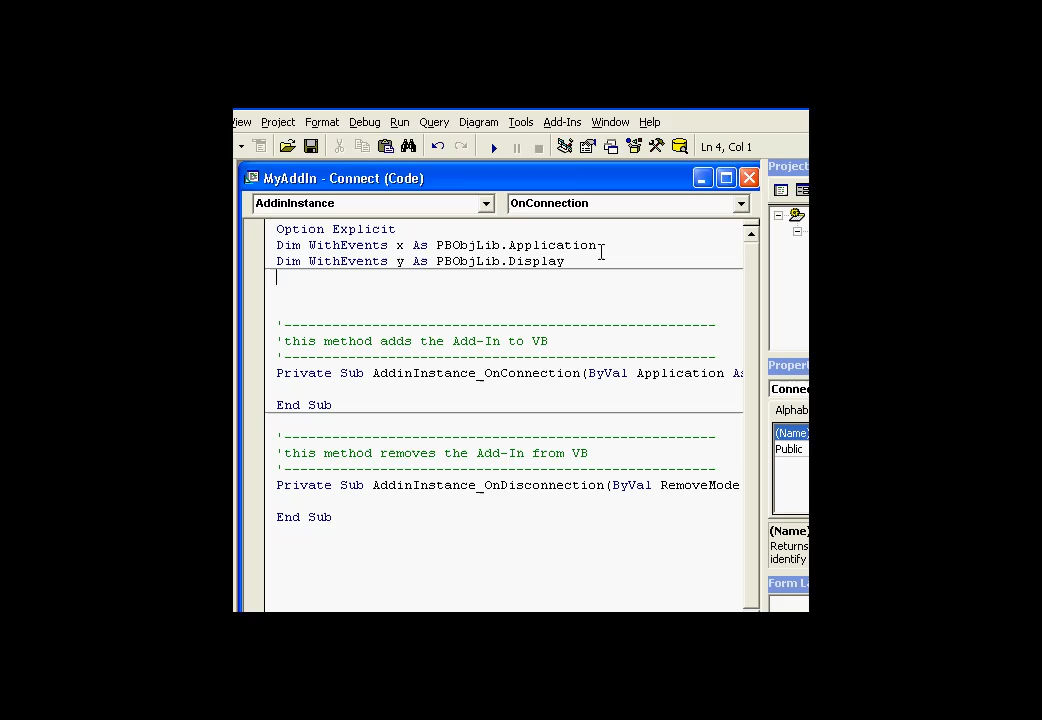 View Project Format Debug Run Query Diagram Tools Add-Ins Window Help
Ln 4, Col 1
Project
MyAddIn - Connect (Code)
AddinInstance OnConnection
Option Explicit
Dim WithEvents x As PBObjLib.Application
Dim WithEvents y As PBObjLib.Display
'------------------------------------------------------
'this method adds the Add-In to VB
'------------------------------------------------------
Private Sub AddinInstance_OnConnection(ByVal Application As
End Sub
'------------------------------------------------------
'this method removes the Add-In from VB
'------------------------------------------------------
Private Sub AddinInstance_OnDisconnection(ByVal RemoveMode
End Sub
Propert
Connec
Alphab
(Name)
Public
(Name)
Returns
identify
Form La